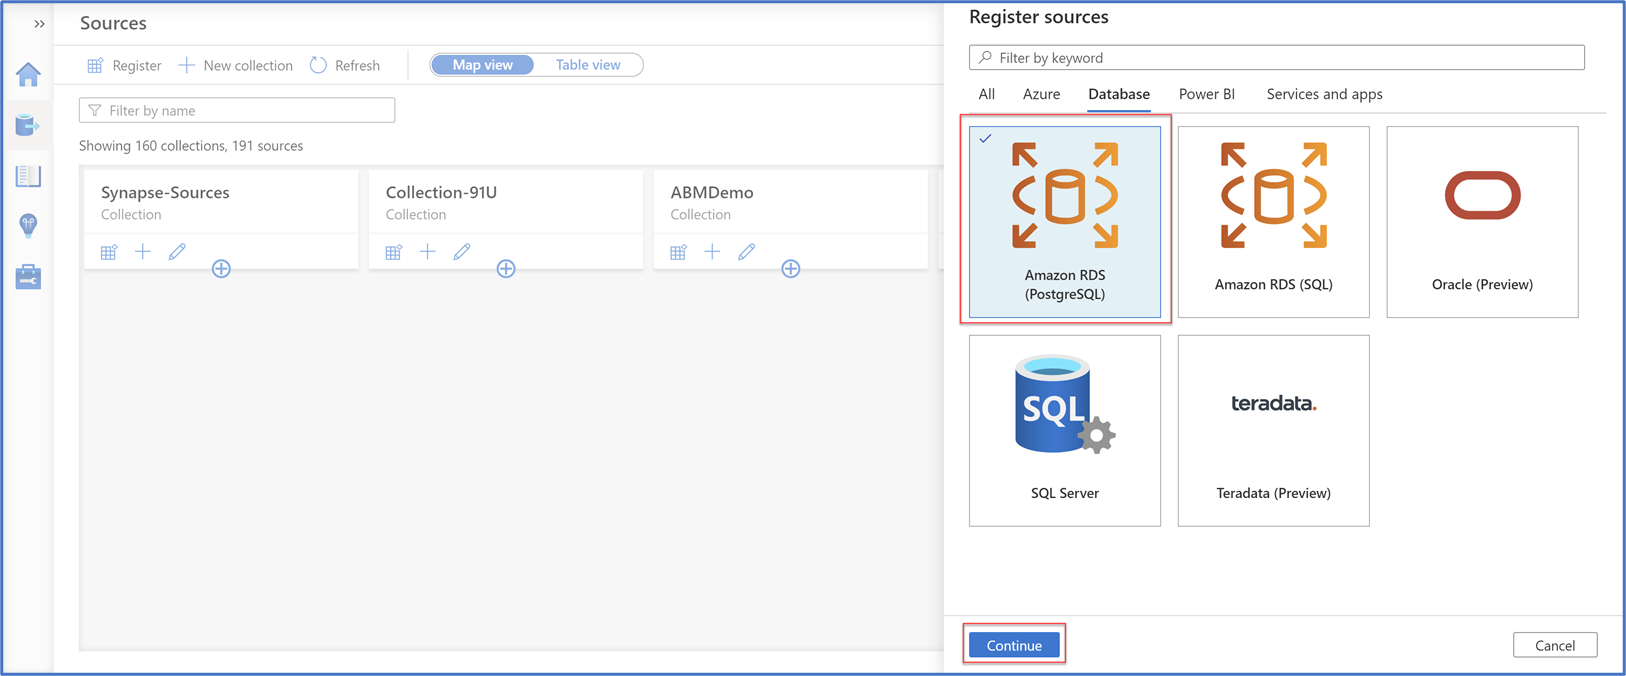 Sources
Register
New collection
Refresh
Map view
Table view
Filter by name
Showing 160 collections, 191 sources
Synapse-Sources
Collection
Collection-91U
Collection
ABMDemo
Collection
Register sources
Filter by keyword
All
Azure
Database
Power BI
Services and apps
Amazon RDS
(PostgreSQL)
Amazon RDS (SQL)
Oracle (Preview)
SQL
SQL Server
teradata.
Teradata (Preview)
Continue
Cancel